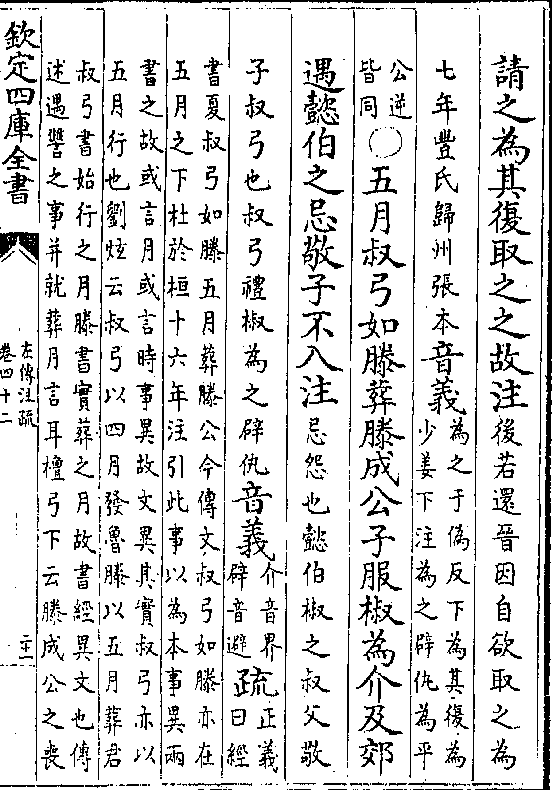 請之為其復取之之故注後若還晉因自欲取之為
七年豐氏歸州張本音義為之于偽反下為其復為
少姜下注為之辟仇為平
公逆
皆同○五月叔弓如滕葬滕成公子服椒為介及郊
遇懿伯之忌敬子不入注忌怨也懿伯椒之叔父敬
子叔弓也叔弓禮椒為之辟仇音義介音界
辟音避疏正義
曰經
書夏叔弓如滕五月葬滕公今傳文叔弓如滕亦在
五月之下杜於桓十六年注引此事以為本事異兩
書之故或言月或言時事異故文異其實叔弓亦以
五月行也劉炫云叔弓以四月發魯滕以五月葬君
叔弓書始行之月滕書實葬之月故書經異文也傳
述遇讐之事并就葬月言耳檀弓下云滕成公之喪
欽定四庫全書
左傳注疏
卷四十二